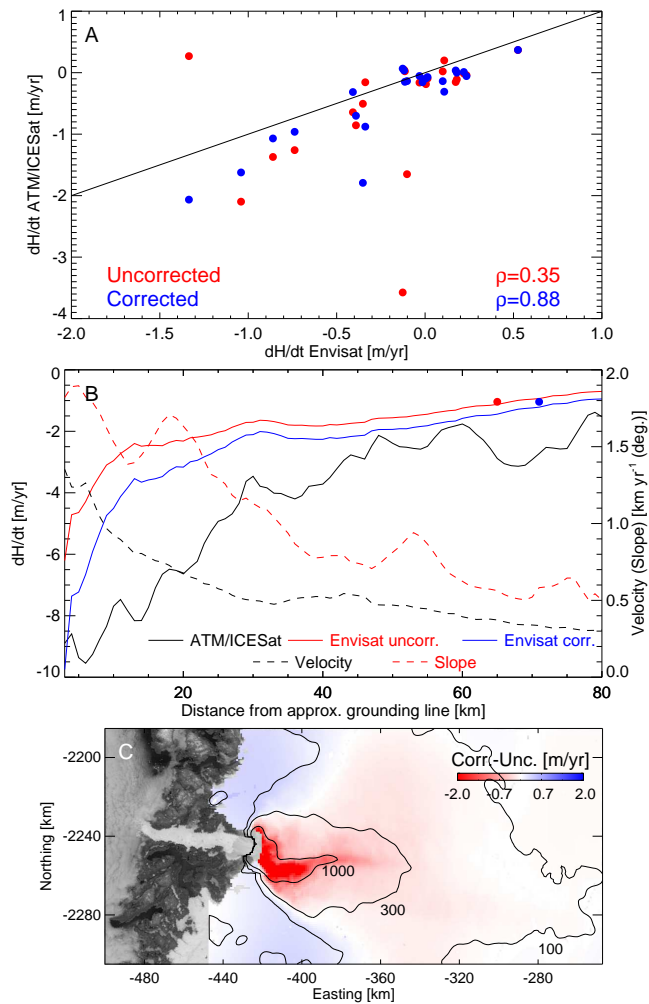 A
dH/dt ATM/ICESat [m/yr]
1
0
-1
-2
-3
-4
Uncorrected ρ=0.35
Corrected ρ=0.88
-2.0 -1.5 -1.0 -0.5 0.0 0.5 1.0
dH/dt Envisat [m/yr]
B
dH/dt [m/yr]
0
-2
-4
-6
-8
-10
2.0
1.5
1.0
0.5
0.0
Velocity (Slope) [km yr⁻¹ (deg.)]
ATM/ICESat Envisat uncorr. Envisat corr.
Velocity Slope
20 40 60 80
Distance from approx. grounding line [km]
C
Corr.-Unc. [m/yr]
-2.0 -0.7 0.7 2.0
Northing [km]
-2200
-2240
-2280
1000
300
100
-480 -440 -400 -360 -320 -280
Easting [km]